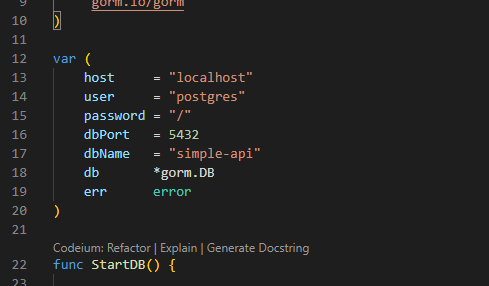 9 gorm.io/gorm
10 )
11
12 var (
13 host = "localhost"
14 user = "postgres"
15 password = "/"
16 dbPort = 5432
17 dbName = "simple-api"
18 db *gorm.DB
19 err error
20 )
21
Codeium: Refactor | Explain | Generate Docstring
22 func StartDB() {
23